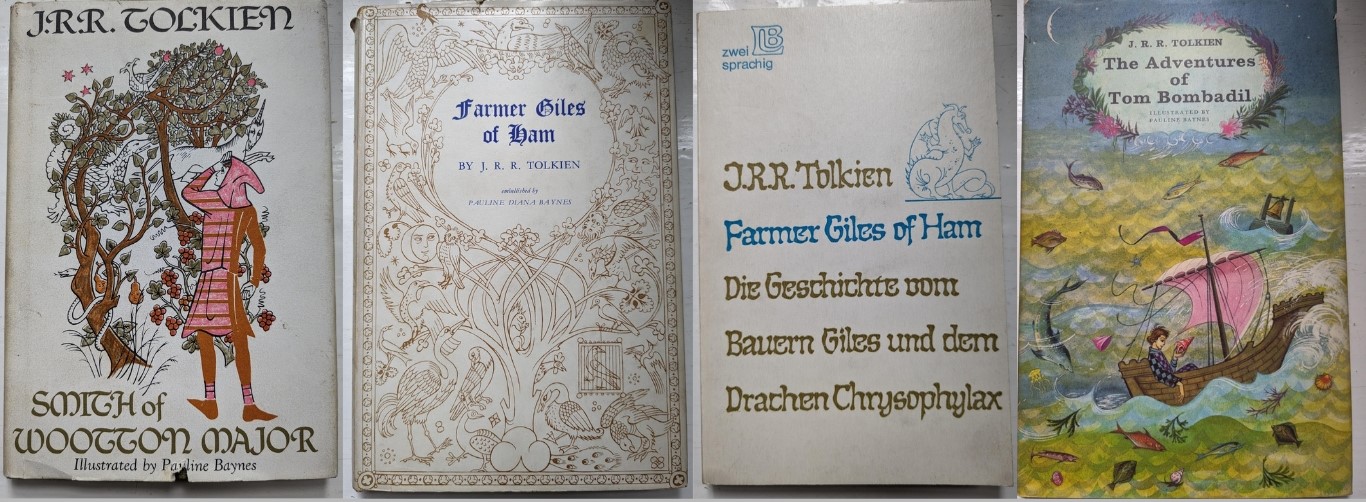 J.R.R. TOLKIEN
SMITH of
WOOTTON MAJOR
Illustrated by Pauline Baynes
Farmer Giles
of Ham
BY J. R. R. TOLKIEN
embellished by
PAULINE DIANA BAYNES
zwei
sprachig
J.R.R. Tolkien
Farmer Giles of Ham
Die Geschichte vom
Bauern Giles und dem
Drachen Chrysophylax
J. R. R. TOLKIEN
The Adventures
of
Tom Bombadil
ILLUSTRATED BY
PAULINE BAYNES